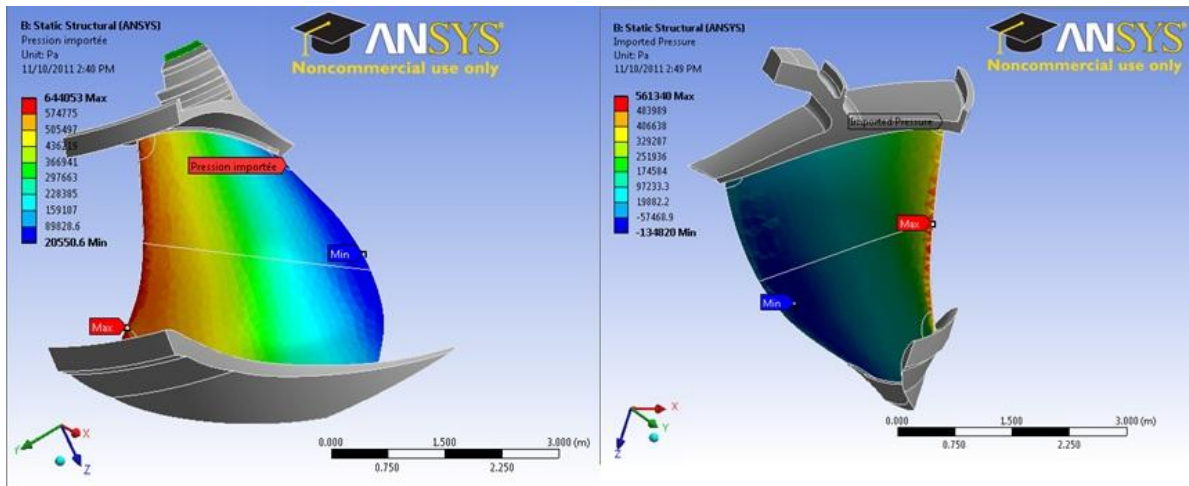 B: Static Structural (ANSYS)
Pression importée
Unit: Pa
11/10/2011 2:40 PM
ANSYS
Noncommercial use only
644053 Max
574775
505497
436219
366941
297663
228385
159107
89828.6
20550.6 Min
Pression importée
Min
Max
X
Y
Z
0.000
1.500
3.000 (m)
0.750
2.250
B: Static Structural (ANSYS)
Imported Pressure
Unit: Pa
11/10/2011 2:49 PM
ANSYS
Noncommercial use only
561340 Max
483989
406638
329287
251936
174584
97233.3
19882.2
-57468.9
-134820 Min
Imported Pressure
Max
Min
X
Y
Z
0.000
1.500
3.000 (m)
0.750
2.250